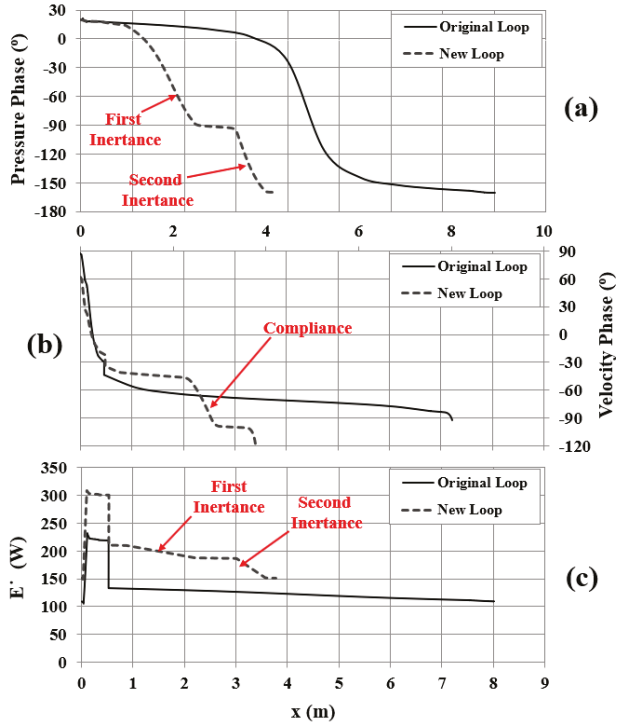 30
0
-30
-60
-90
-120
-150
-180
Pressure Phase (º)
Original Loop
New Loop
First
Inertance
Second
Inertance
(a)
0
2
4
6
8
10
(b)
Original Loop
New Loop
Compliance
90
60
30
0
-30
-60
-90
-120
Velocity Phase (º)
350
300
250
200
150
100
50
0
E˙ (W)
First
Inertance
Second
Inertance
Original Loop
New Loop
(c)
0
1
2
3
4
5
6
7
8
9
x (m)